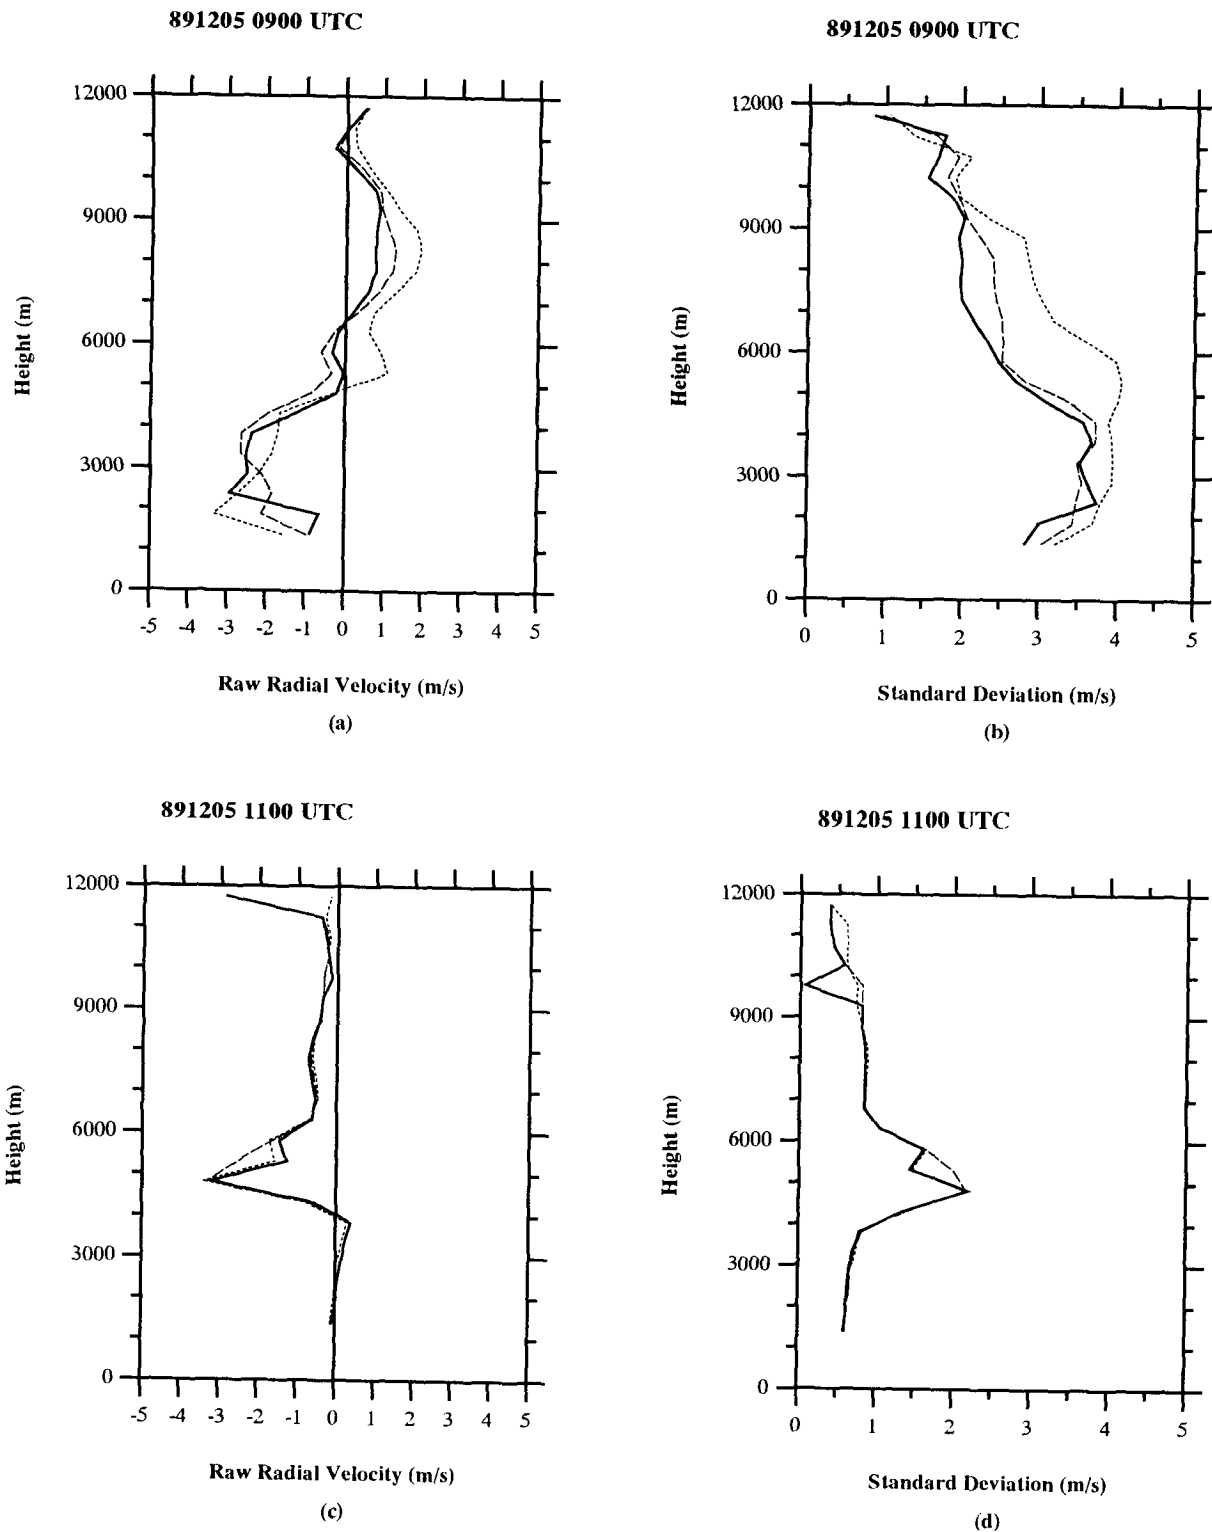 891205 0900 UTC
12000
9000
6000
3000
0
Height (m)
-5 -4 -3 -2 -1 0 1 2 3 4 5
Raw Radial Velocity (m/s)
(a)
891205 0900 UTC
12000
9000
6000
3000
0
Height (m)
0 1 2 3 4 5
Standard Deviation (m/s)
(b)
891205 1100 UTC
12000
9000
6000
3000
0
Height (m)
-5 -4 -3 -2 -1 0 1 2 3 4 5
Raw Radial Velocity (m/s)
(c)
891205 1100 UTC
12000
9000
6000
3000
0
Height (m)
0 1 2 3 4 5
Standard Deviation (m/s)
(d)